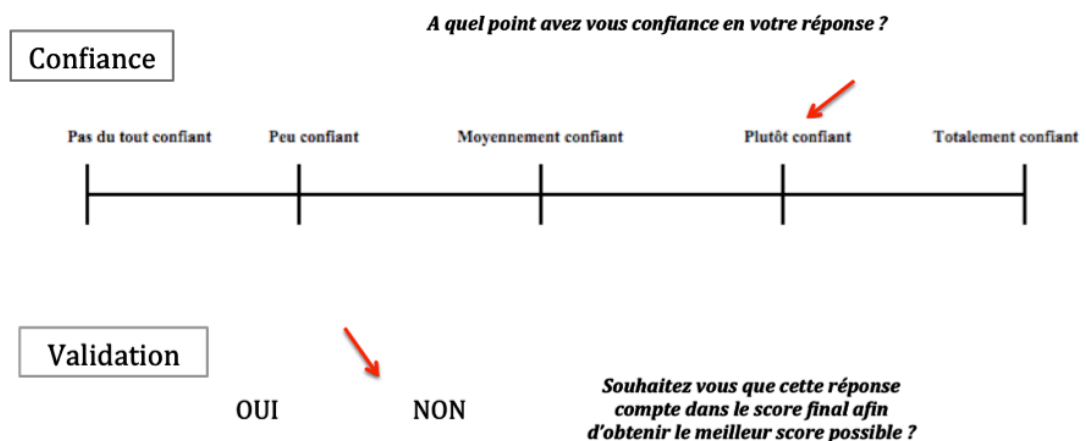 A quel point avez vous confiance en votre réponse ?
Confiance
Pas du tout confiant Peu confiant Moyennement confiant Plutôt confiant Totalement confiant
Validation
OUI NON
Souhaitez vous que cette réponse
compte dans le score final afin
d'obtenir le meilleur score possible ?